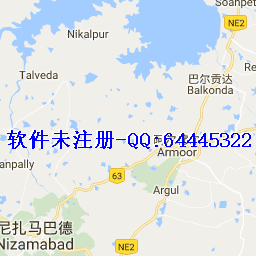 Soanpet
NE2
Nikalpur
Talveda
巴尔贡达
Balkonda
软件未注册-QQ:64445322
anpally
Armoor
63
Argul
尼扎马巴德
Nizamabad
NE2